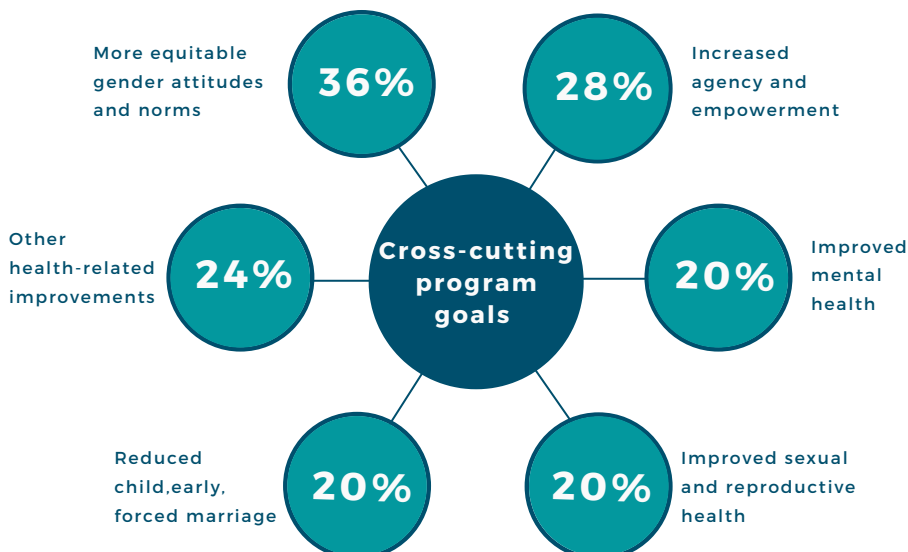 More equitable
gender attitudes
and norms
36%
28%
Increased
agency and
empowerment
Other
health-related
improvements
24%
Cross-cutting
program
goals
20%
Improved
mental
health
Reduced
child,early,
forced marriage
20%
20%
Improved sexual
and reproductive
health